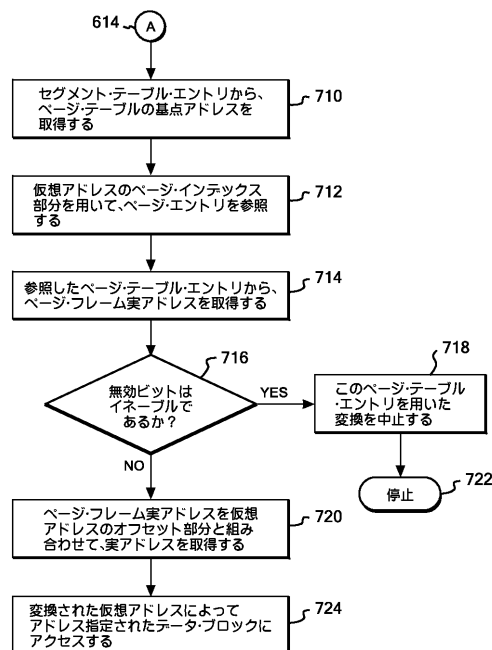 614
A
セグメント・テーブル・エントリから、
ページ・テーブルの基点アドレスを
取得する
710
仮想アドレスのページ・インデックス
部分を用いて、ページ・エントリを参照
する
712
参照したページ・テーブル・エントリから、
ページ・フレーム実アドレスを取得する
714
716
無効ビットは
イネーブルで
あるか?
YES
718
このページ・テーブル
・エントリを用いた
変換を中止する
NO
停止
722
ページ・フレーム実アドレスを仮想
アドレスのオフセット部分と組み
合わせて、実アドレスを取得する
720
変換された仮想アドレスによって
アドレス指定されたデータ・ブロックに
アクセスする
724